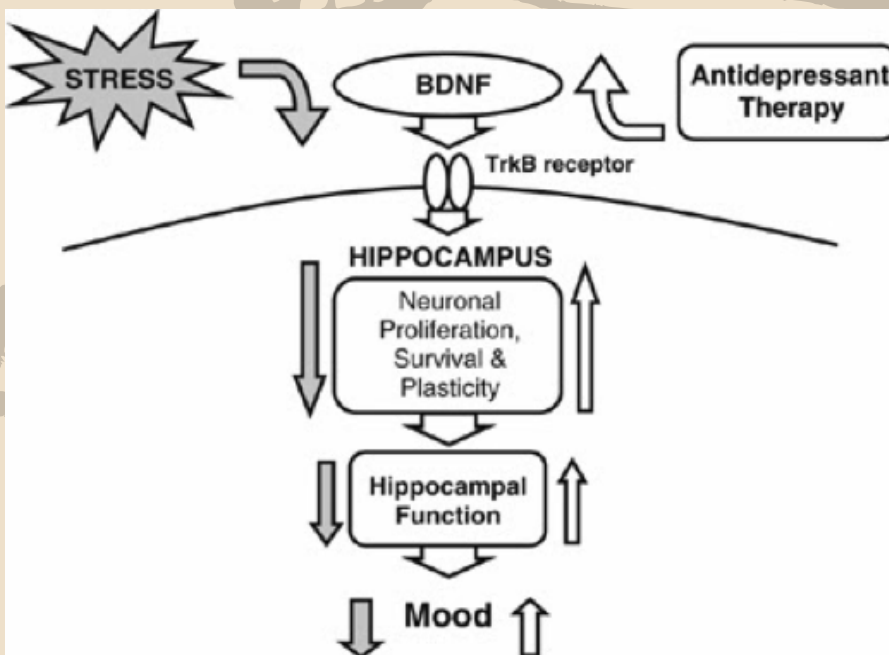 STRESS
BDNF
Antidepressant
Therapy
TrkB receptor
HIPPOCAMPUS
Neuronal
Proliferation,
Survival &
Plasticity
Hippocampal
Function
Mood